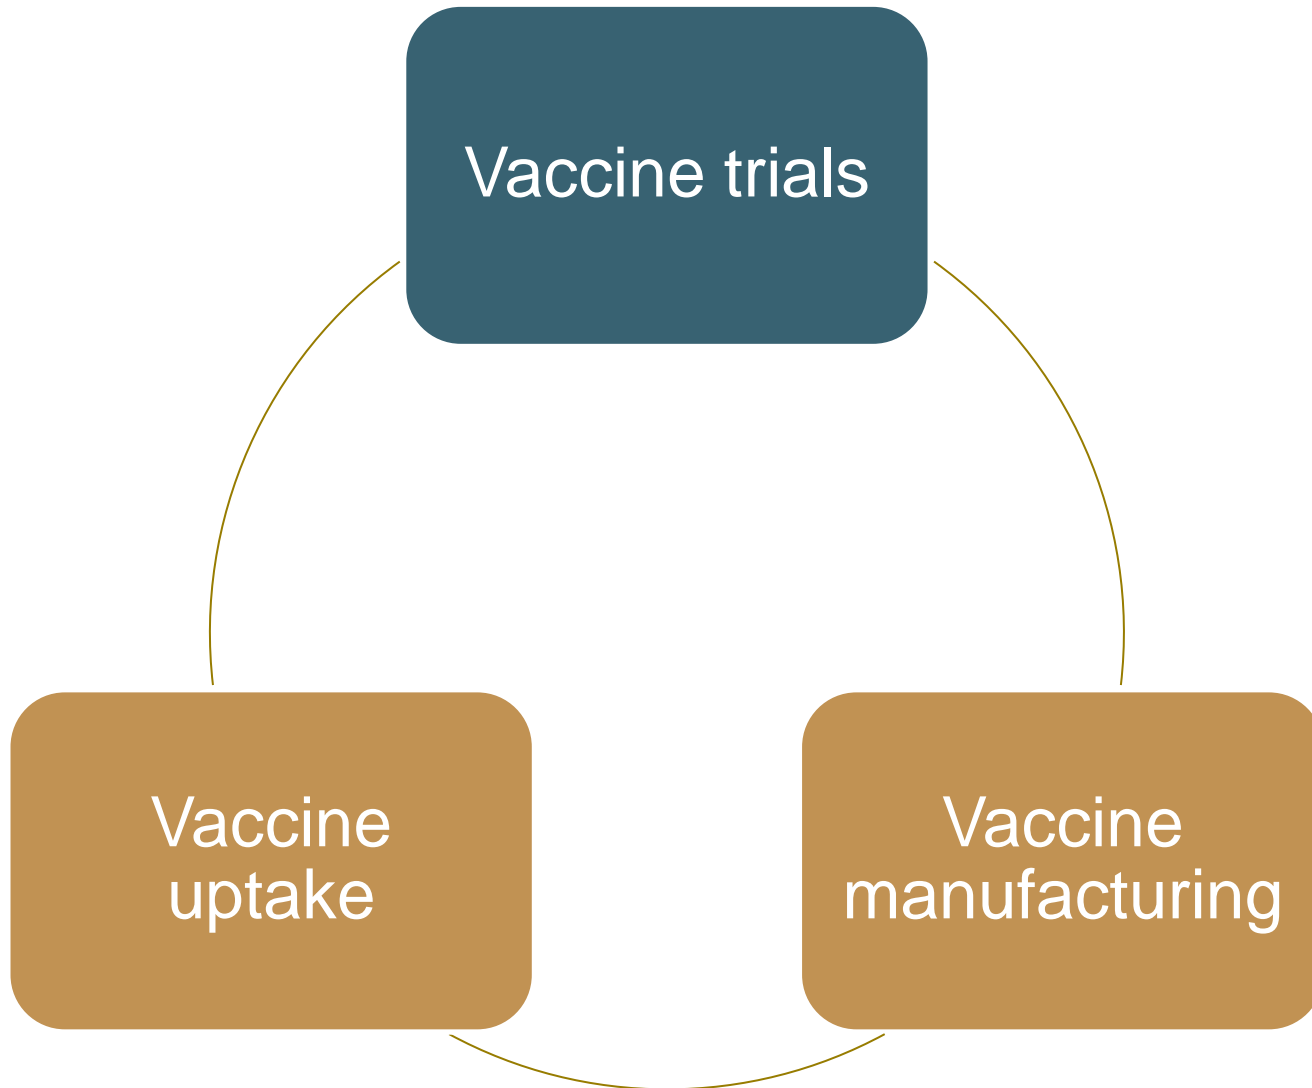 Vaccine trials
Vaccine
uptake
Vaccine
manufacturing